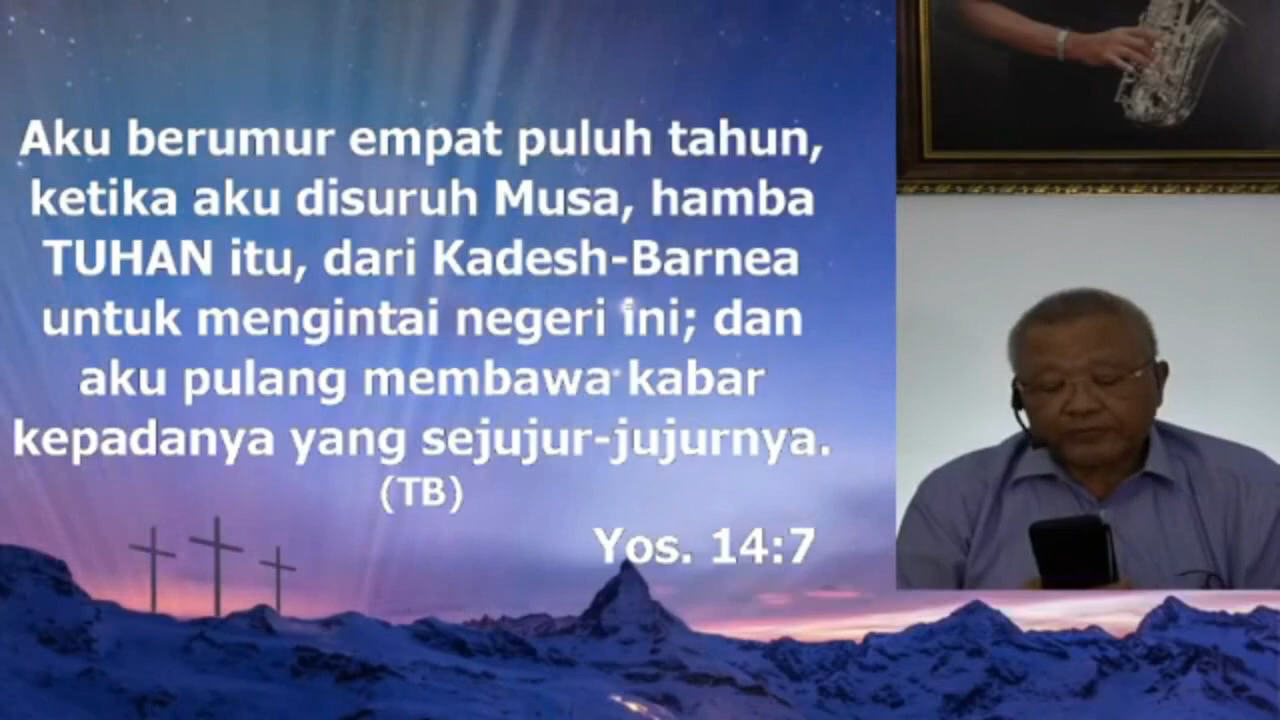 Aku berumur empat puluh tahun,
ketika aku disuruh Musa, hamba
TUHAN itu, dari Kadesh-Barnea
untuk mengintai negeri ini; dan
aku pulang membawa kabar
kepadanya yang sejujur-jujurnya.
(TB)
Yos. 14:7